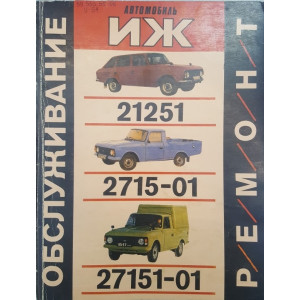 АВТОМОБИЛЬ
ИЖ
21251
2715-01
27151-01
ОБСЛУЖИВАНИЕ
РЕМОНТ